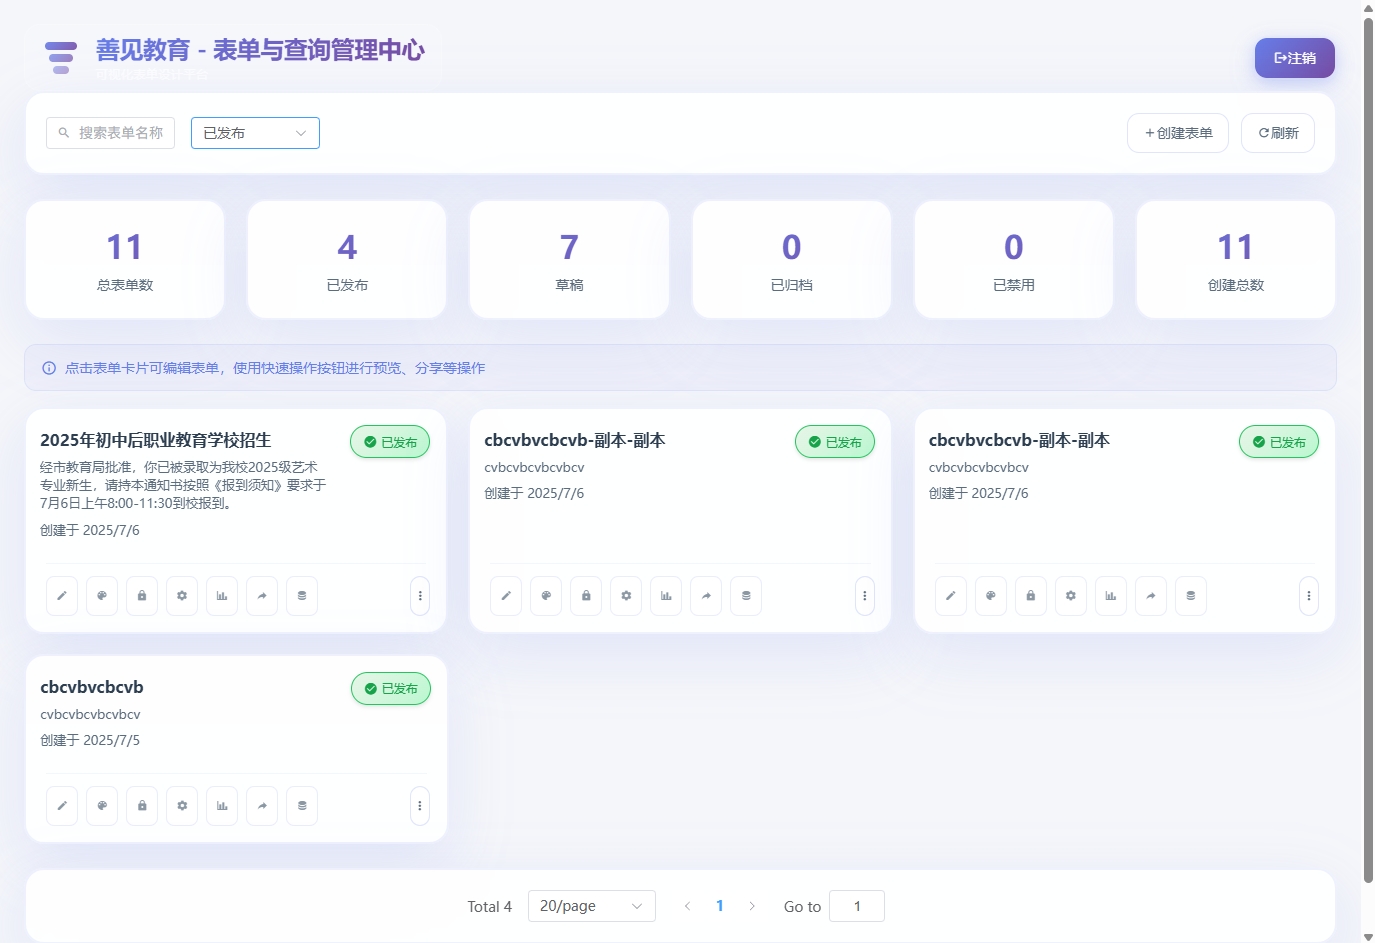 善见教育 - 表单与查询管理中心
注销
搜索表单名称
已发布
+创建表单
刷新
11
总表单数
4
已发布
7
草稿
0
已归档
0
已禁用
11
创建总数
点击表单卡片可编辑表单，使用快速操作按钮进行预览、分享等操作
2025年初中后职业教育学校招生
已发布
经市教育局批准，你已被录取为我校2025级艺术
专业新生，请持本通知书按照《报到须知》要求于
7月6日上午8:00-11:30到校报到。
创建于 2025/7/6
cbcvbvcbcvb-副本-副本
已发布
cvbcvbcvbcvbcv
创建于 2025/7/6
cbcvbvcbcvb-副本-副本
已发布
cvbcvbcvbcvbcv
创建于 2025/7/6
cbcvbvcbcvb
已发布
cvbcvbcvbcvbcv
创建于 2025/7/5
Total 4
20/page
1
Go to
1